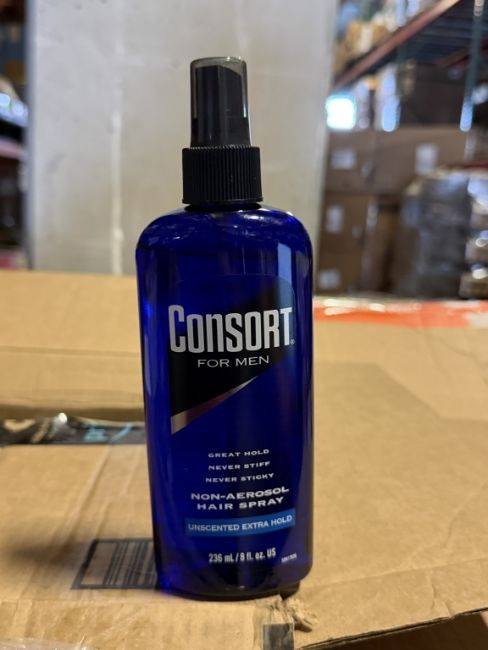 CONSORT®
FOR MEN
GREAT HOLD
NEVER STIFF
NEVER STICKY
NON-AEROSOL
HAIR SPRAY
UNSCENTED EXTRA HOLD
236 mL / 8 fl. oz. US